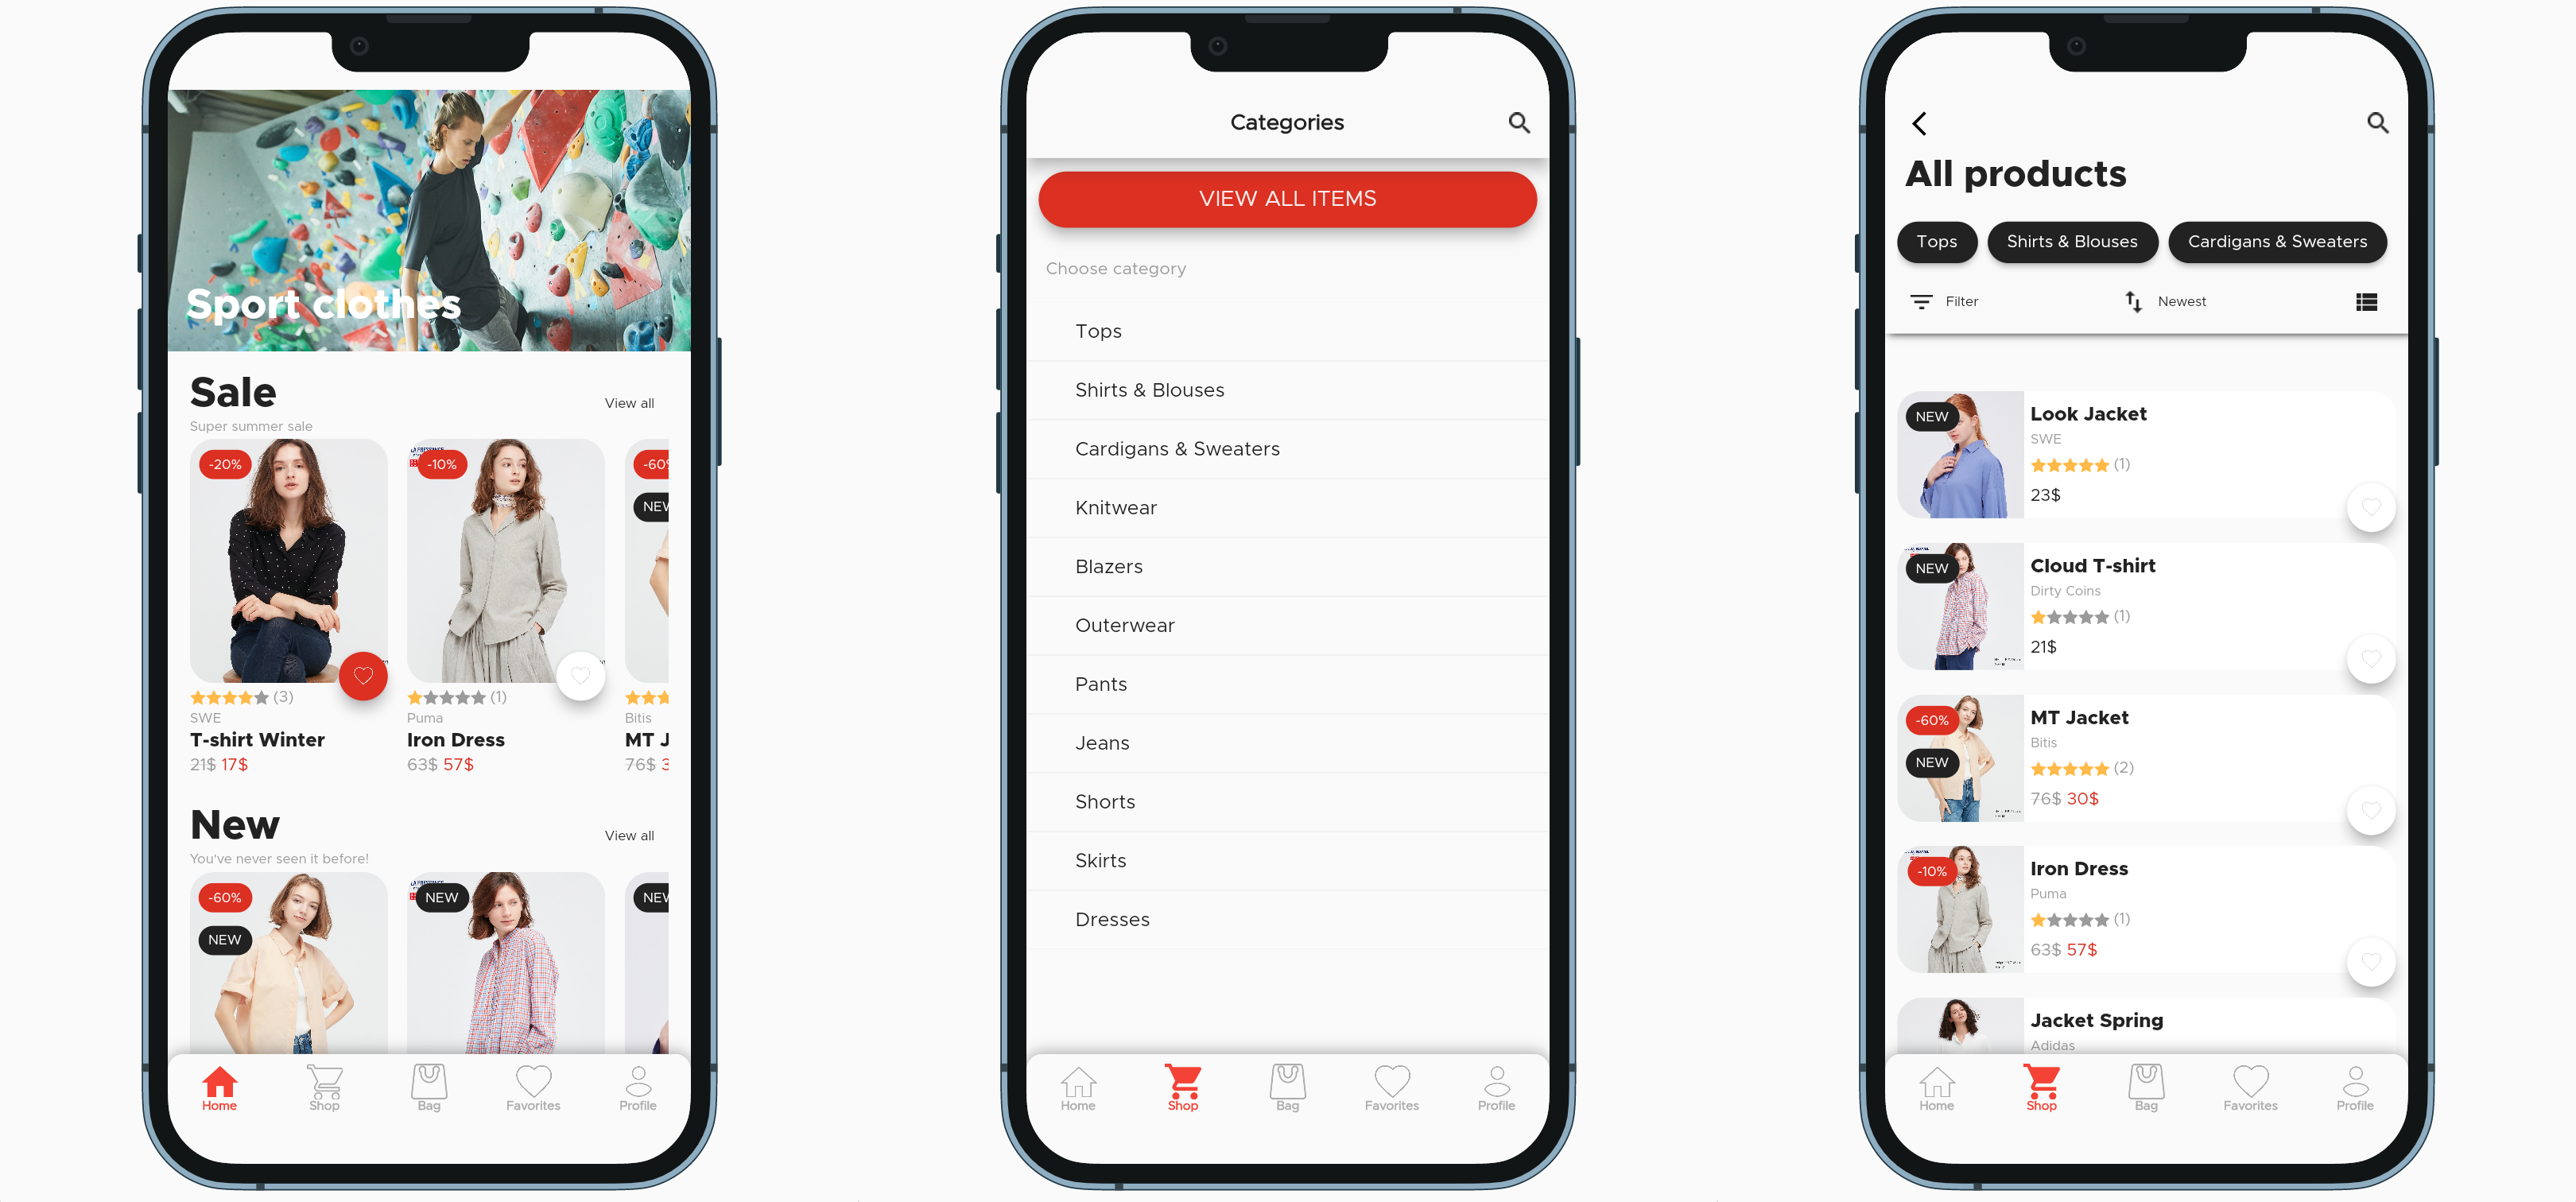 Sport clothes
Sale
View all
Super summer sale
-20%
-10%
NEW
(3)
(1)
SWE
Puma
Bitis
T-shirt Winter
Iron Dress
MT J
21$ 17$
63$ 57$
76$ 3
New
View all
You've never seen it before!
-60%
NEW
NEW
Home
Shop
Bag
Favorites
Profile
Categories
VIEW ALL ITEMS
Choose category
Tops
Shirts & Blouses
Cardigans & Sweaters
Knitwear
Blazers
Outerwear
Pants
Jeans
Shorts
Skirts
Dresses
Home
Shop
Bag
Favorites
Profile
All products
Tops
Shirts & Blouses
Cardigans & Sweaters
Filter
Newest
NEW
Look Jacket
SWE
(1)
23$
NEW
Cloud T-shirt
Dirty Coins
(1)
21$
-60%
NEW
MT Jacket
Bitis
(2)
76$ 30$
-10%
Iron Dress
Puma
(1)
63$ 57$
Jacket Spring
Adidas
Home
Shop
Bag
Favorites
Profile